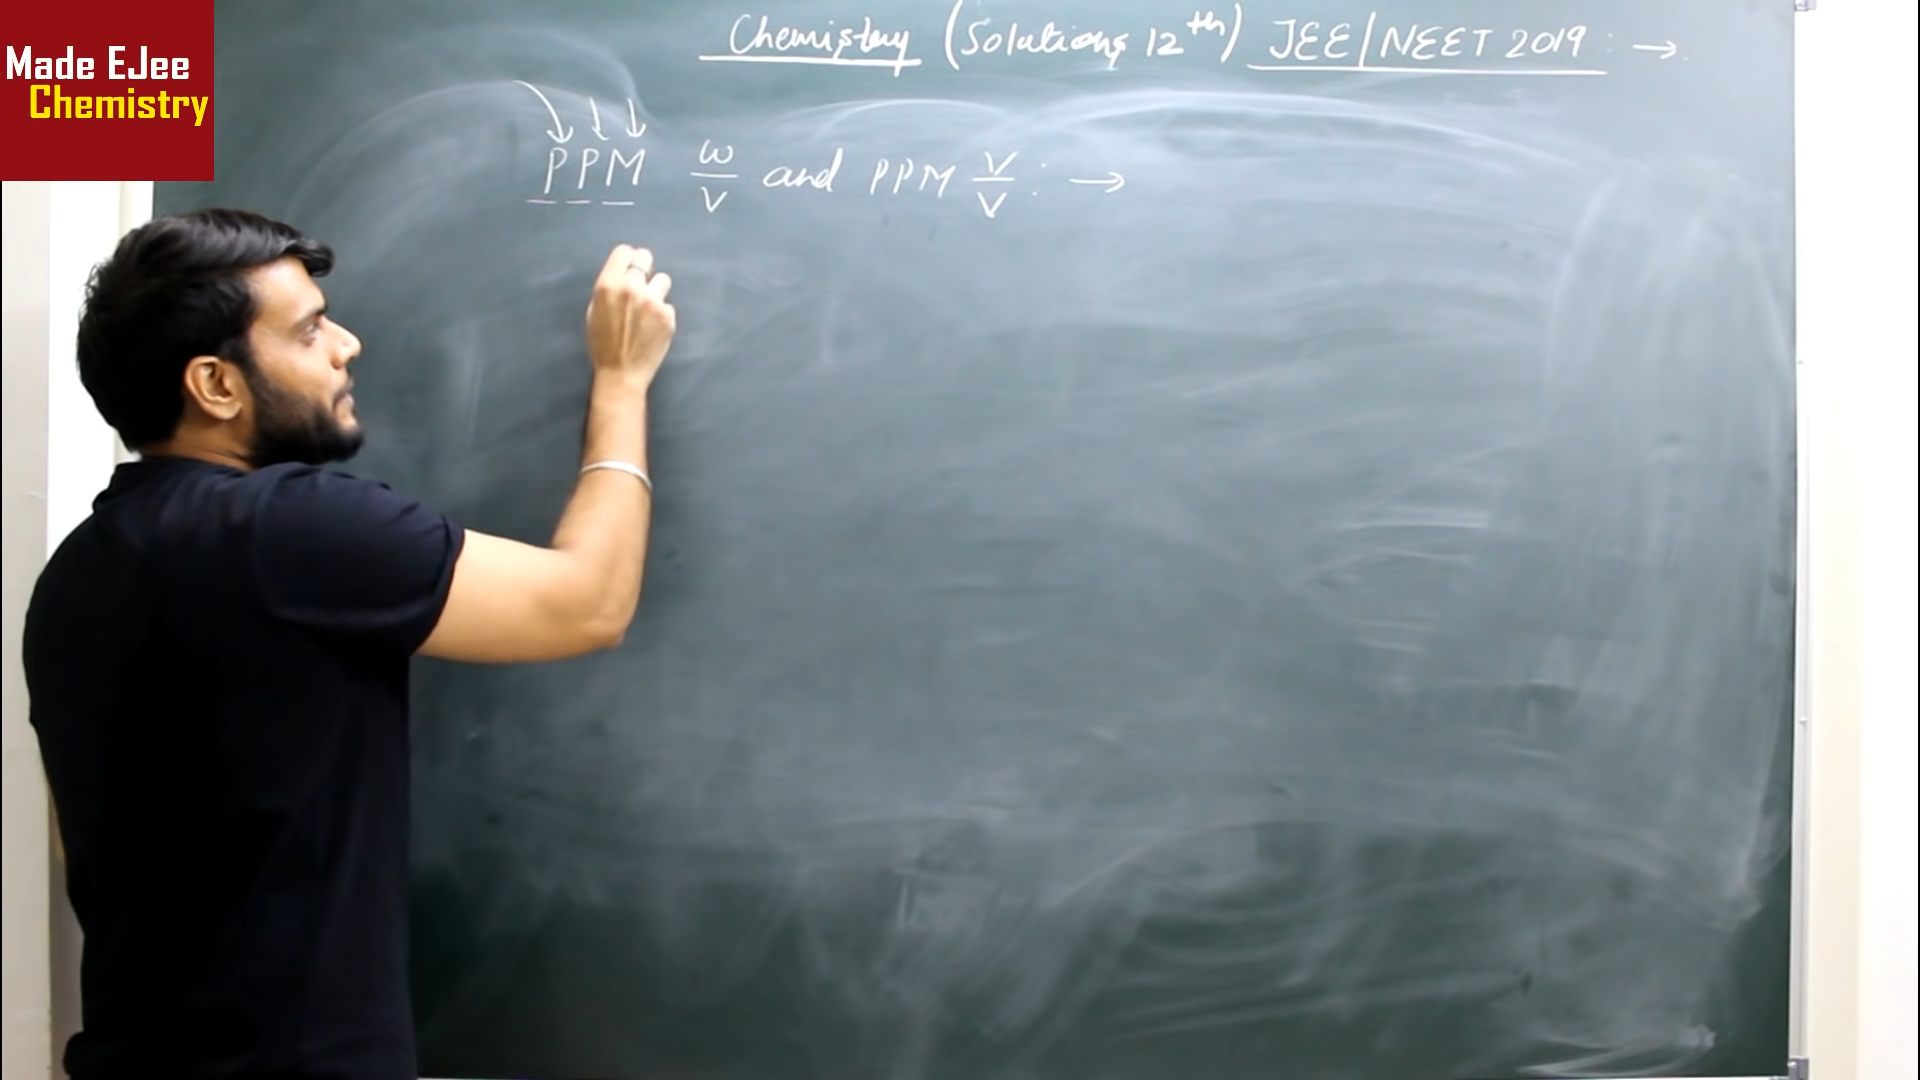 Made EJee
Chemistry
Chemistry (Solutions 12th) JEE/NEET 2019 : →
PPM w/v and PPM v/v : →